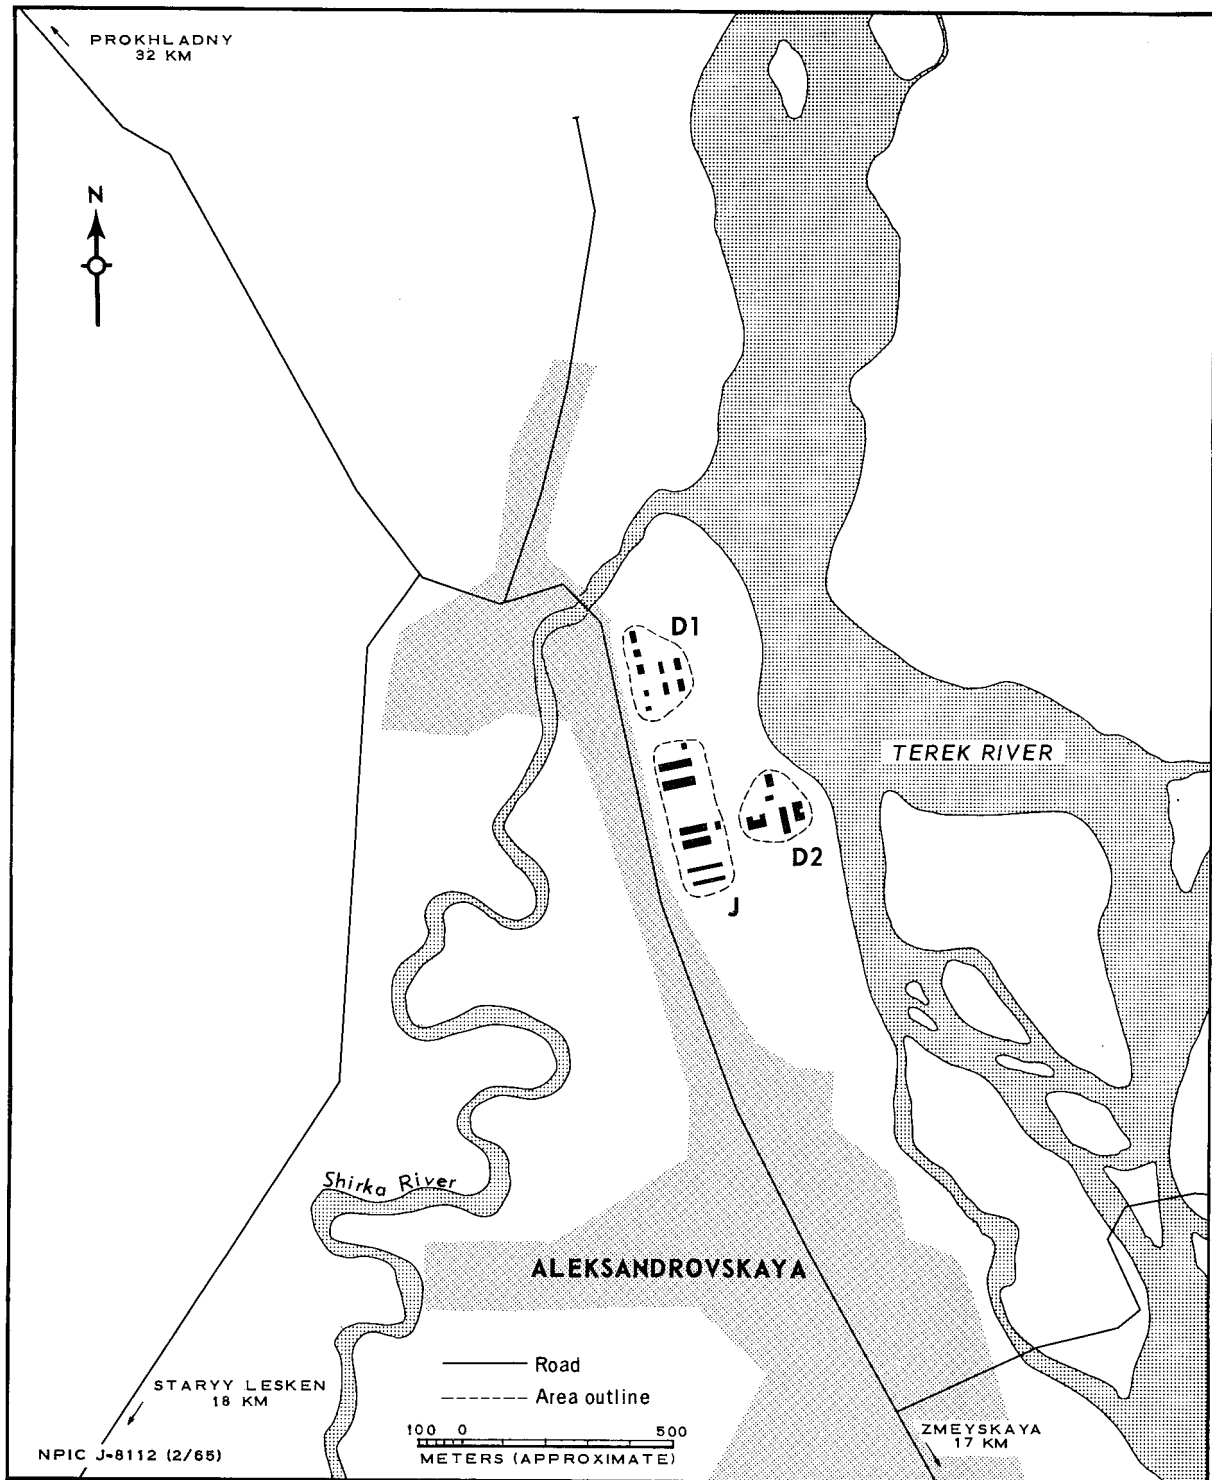 PROKHLADNY
32 KM
N
D1
TEREK RIVER
D2
J
Shirka River
ALEKSANDROVSKAYA
Road
Area outline
STARYY LESKEN
18 KM
100 0 500
METERS (APPROXIMATE)
ZMEYSKAYA
17 KM
NPIC J-8112 (2/65)